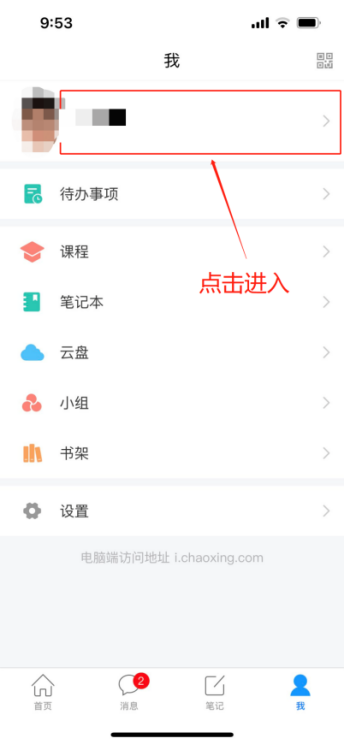 9:53
我
待办事项
课程
点击进入
笔记本
云盘
小组
书架
设置
电脑端访问地址 i.chaoxing.com
首页
消息
2
笔记
我